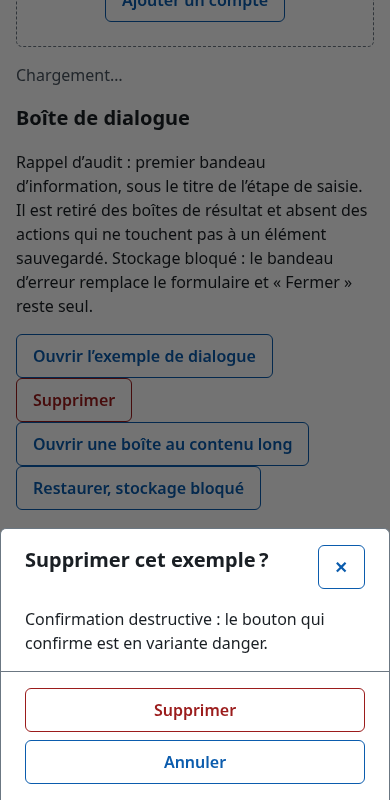 Ajouter un compte
Chargement…
Boîte de dialogue
Rappel d’audit : premier bandeau
d’information, sous le titre de l’étape de saisie.
Il est retiré des boîtes de résultat et absent des
actions qui ne touchent pas à un élément
sauvegardé. Stockage bloqué : le bandeau
d’erreur remplace le formulaire et « Fermer »
reste seul.
Ouvrir l’exemple de dialogue
Supprimer
Ouvrir une boîte au contenu long
Restaurer, stockage bloqué
Supprimer cet exemple ?
×
Confirmation destructive : le bouton qui
confirme est en variante danger.
Supprimer
Annuler